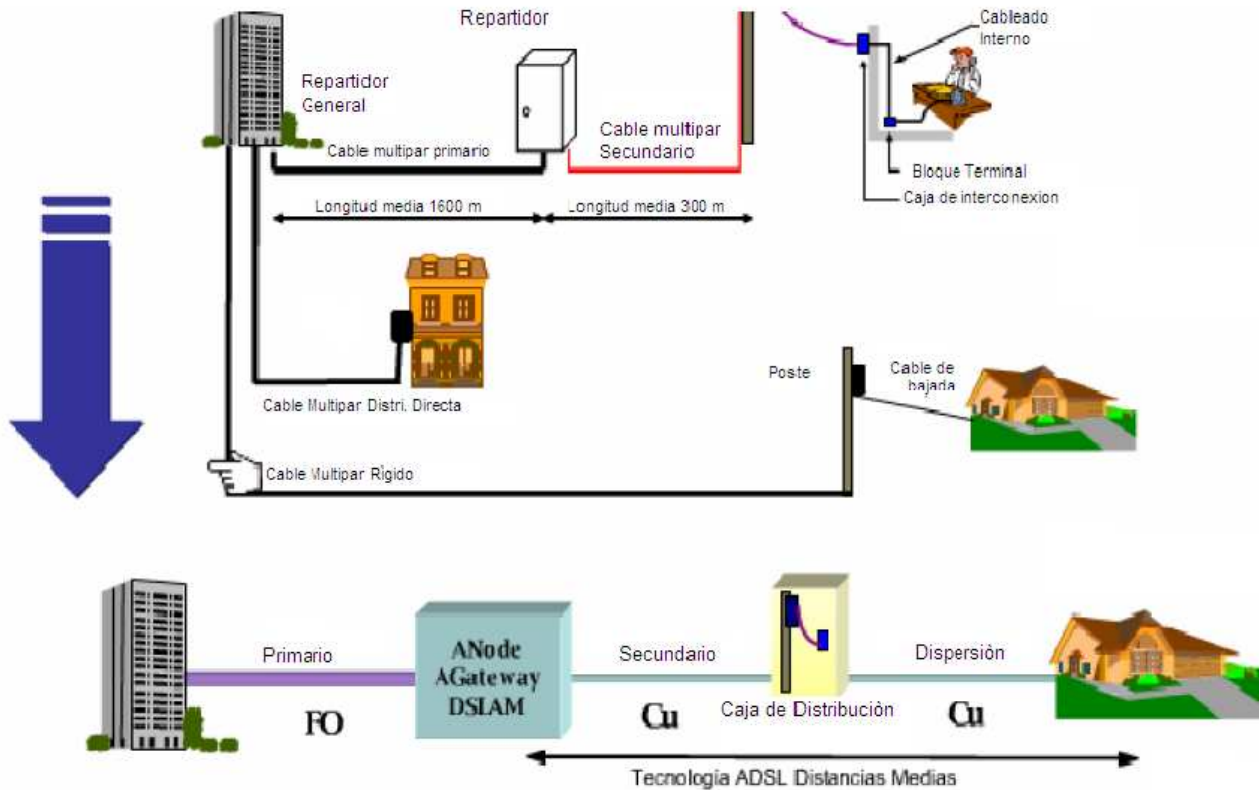 Repartidor
Cableado
Interno
Repartidor
General
Cable multipar primario
Cable multipar
Secundario
Bloque Terminal
Caja de interconexion
Longitud media 1600 m
Longitud media 300 m
Poste
Cable de
bajada
Cable Multipar Distri. Directa
Cable Multipar Rígido
Primario
FO
ANode
AGateway
DSLAM
Secundario
Cu
Caja de Distribución
Dispersión
Cu
Tecnología ADSL Distancias Medias